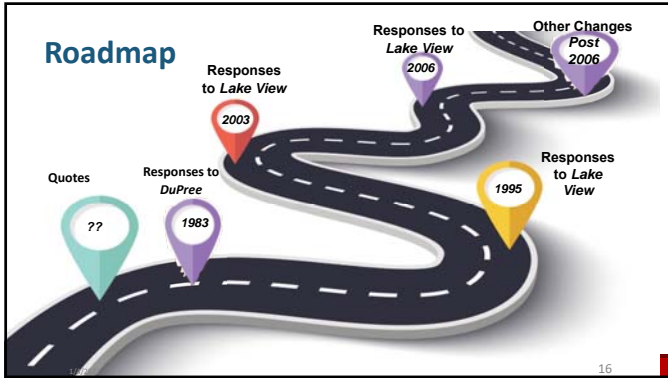 Roadmap
Quotes
??
Responses to
DuPree
1983
Responses
to Lake
View
1995
Responses
to Lake View
2003
Responses to
Lake View
2006
Other Changes
Post
2006
16